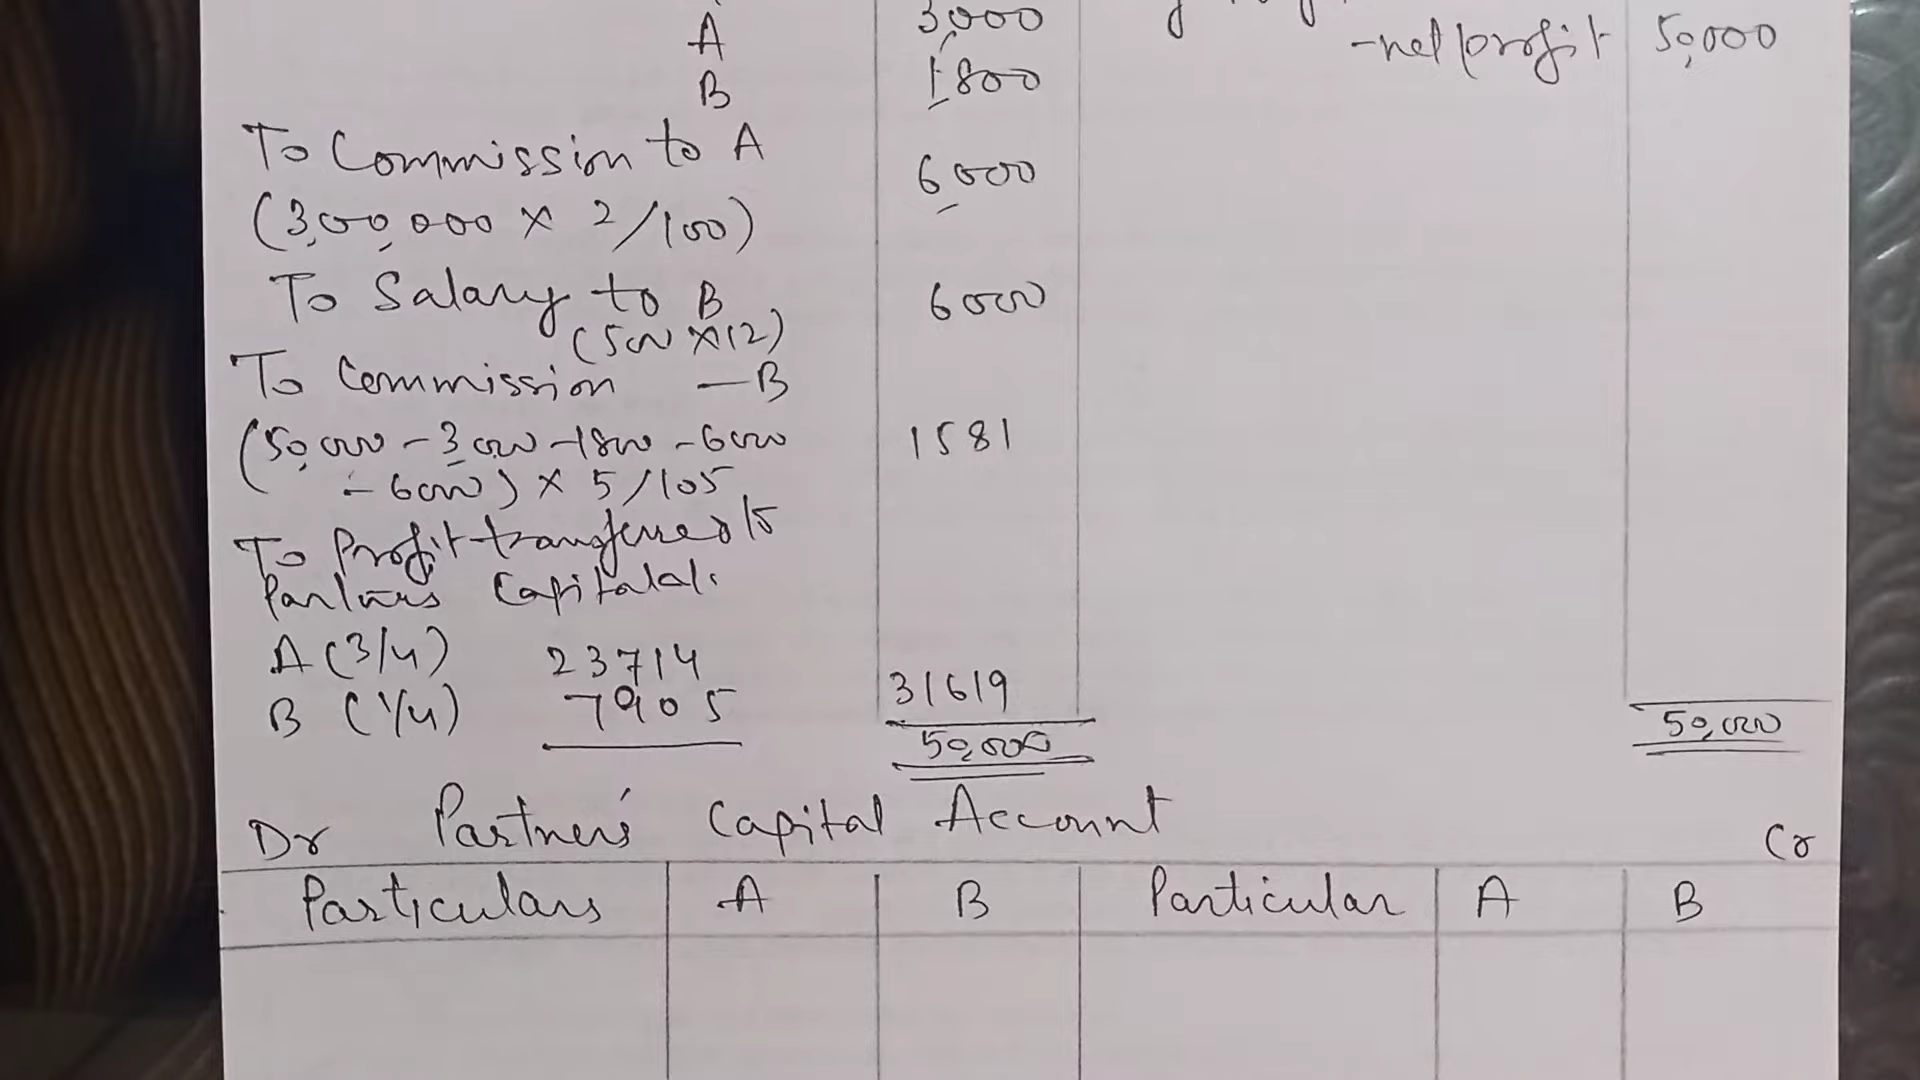 A 3,000
-net profit 50,000
B 1800
To Commission to A 6,000
(3,00,000 × 2/100)
To Salary to B 6000
(500 × 12)
To Commission — B
(50,000 - 3,000 - 1800 - 6000 1581
- 6000) × 5/105
To Profit transferred to
Partners Capital a/c
A (3/4) 23714
B (1/4) 7905 31619
50,000 50,000
Dr Partners' Capital Account Cr
Particulars A B Particular A B